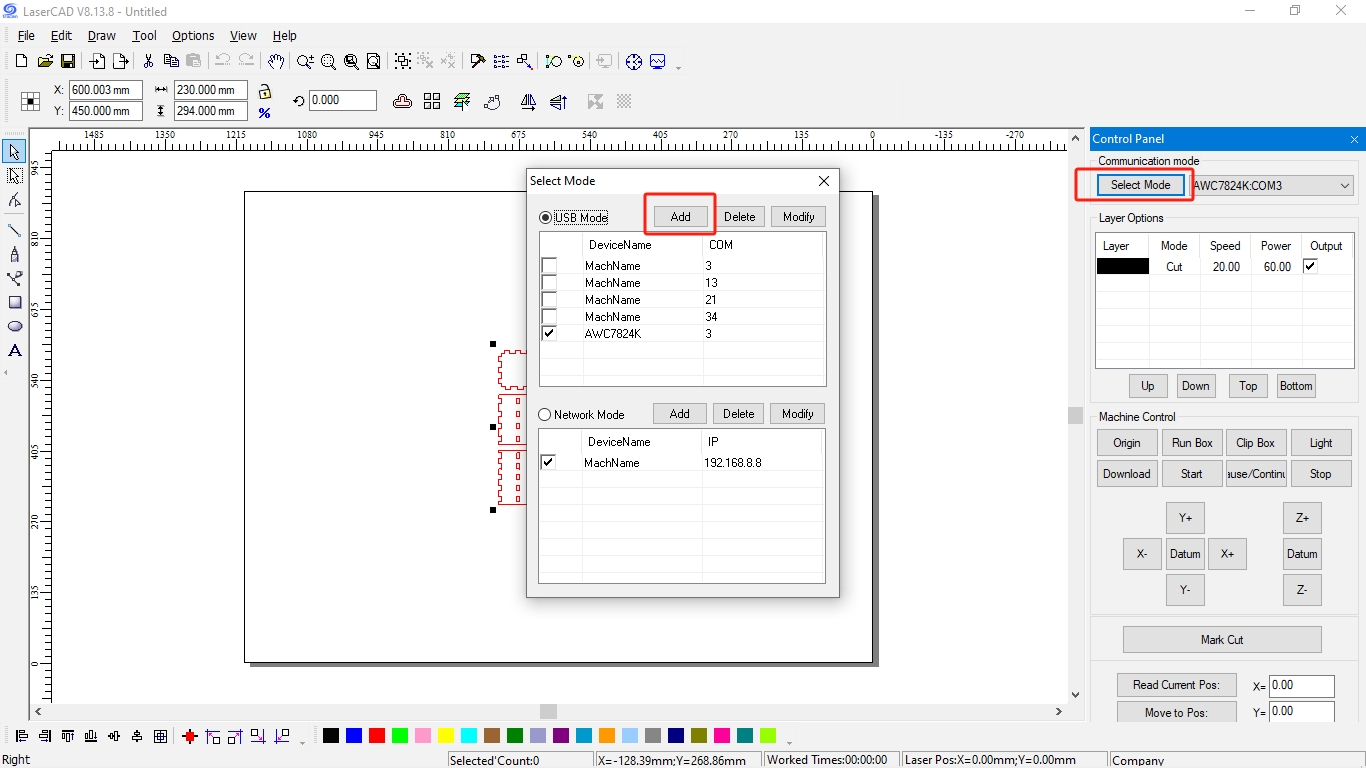 LaserCAD V8.13.8 - Untitled
File Edit Draw Tool Options View Help
X: 600.003 mm 230.000 mm 0.000
Y: 450.000 mm 294.000 mm %
1485 1350 1215 1080 945 810 675 540 405 270 135 0 -135 -270
945
810
675
540
405
270
135
0
Select Mode
USB Mode Add Delete Modify
DeviceName COM
MachName 3
MachName 13
MachName 21
MachName 34
AWC7824K 3
Network Mode Add Delete Modify
DeviceName IP
MachName 192.168.8.8
Control Panel
Communication mode
Select Mode AWC7824K:COM3
Layer Options
Layer Mode Speed Power Output
Cut 20.00 60.00
Up Down Top Bottom
Machine Control
Origin Run Box Clip Box Light
Download Start use/Continu Stop
Y+ Z+
X- Datum X+ Datum
Y- Z-
Mark Cut
Read Current Pos: X= 0.00
Move to Pos: Y= 0.00
Right Selected'Count:0 X=-128.39mm;Y=268.86mm Worked Times:00:00:00 Laser Pos:X=0.00mm;Y=0.00mm Company